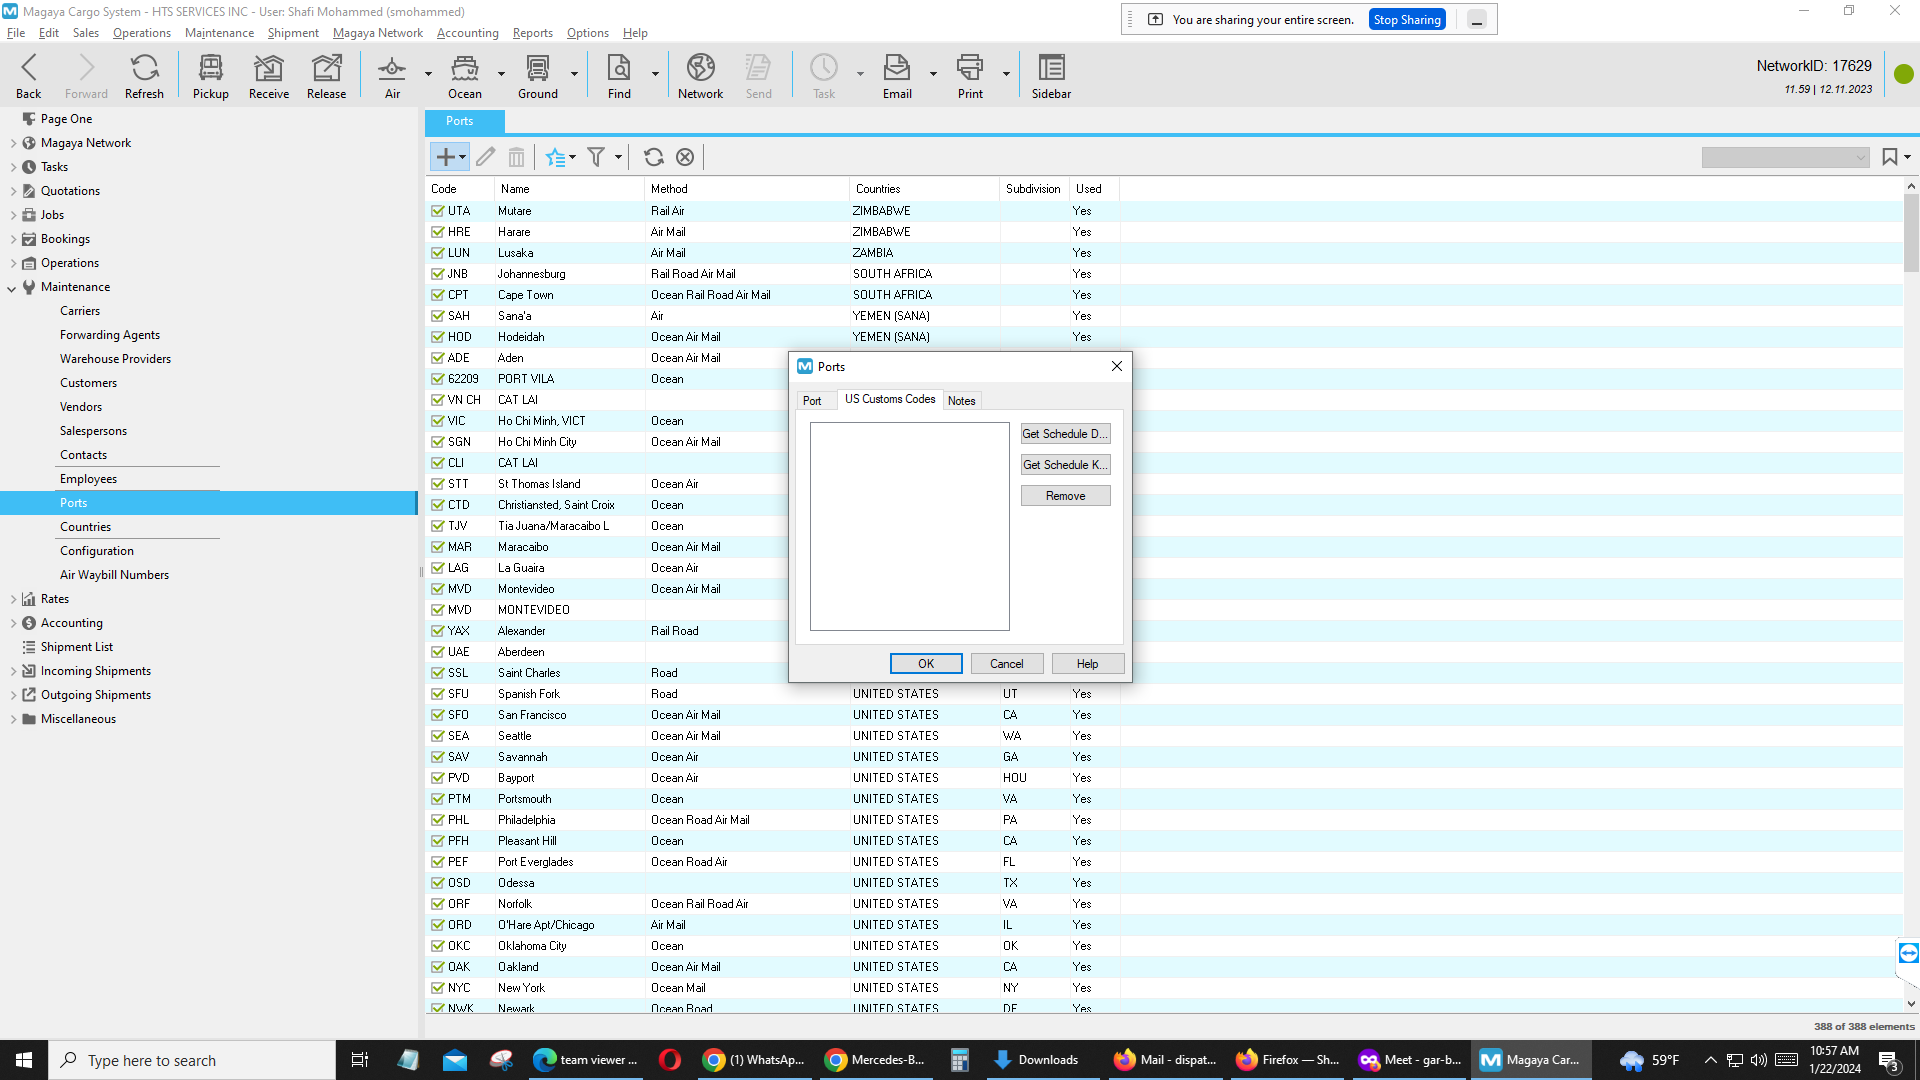 Magaya Cargo System - HTS SERVICES INC - User: Shafi Mohammed (smohammed)
You are sharing your entire screen. Stop Sharing
File Edit Sales Operations Maintenance Shipment Magaya Network Accounting Reports Options Help
Back Forward Refresh Pickup Receive Release Air Ocean Ground Find Network Send Task Email Print Sidebar
NetworkID: 17629
11.59 | 12.11.2023
Page One
Magaya Network
Tasks
Quotations
Jobs
Bookings
Operations
Maintenance
Carriers
Forwarding Agents
Warehouse Providers
Customers
Vendors
Salespersons
Contacts
Employees
Ports
Countries
Configuration
Air Waybill Numbers
Rates
Accounting
Shipment List
Incoming Shipments
Outgoing Shipments
Miscellaneous
Ports
Code Name Method Countries Subdivision Used
UTA Mutare Rail Air ZIMBABWE Yes
HRE Harare Air Mail ZIMBABWE Yes
LUN Lusaka Air Mail ZAMBIA Yes
JNB Johannesburg Rail Road Air Mail SOUTH AFRICA Yes
CPT Cape Town Ocean Rail Road Air Mail SOUTH AFRICA Yes
SAH Sana'a Air YEMEN (SANA) Yes
HOD Hodeidah Ocean Air Mail YEMEN (SANA) Yes
ADE Aden Ocean Air Mail
62209 PORT VILA Ocean
VN CH CAT LAI
VIC Ho Chi Minh, VICT Ocean
SGN Ho Chi Minh City Ocean Air Mail
CLI CAT LAI
STT St Thomas Island Ocean Air
CTD Christiansted, Saint Croix Ocean
TJV Tia Juana/Maracaibo L Ocean
MAR Maracaibo Ocean Air Mail
LAG La Guaira Ocean Air
MVD Montevideo Ocean Air Mail
MVD MONTEVIDEO
YAX Alexander Rail Road
UAE Aberdeen
SSL Saint Charles Road
SFU Spanish Fork Road UNITED STATES UT Yes
SFO San Francisco Ocean Air Mail UNITED STATES CA Yes
SEA Seattle Ocean Air Mail UNITED STATES WA Yes
SAV Savannah Ocean Air UNITED STATES GA Yes
PVD Bayport Ocean Air UNITED STATES HOU Yes
PTM Portsmouth Ocean UNITED STATES VA Yes
PHL Philadelphia Ocean Road Air Mail UNITED STATES PA Yes
PFH Pleasant Hill Ocean UNITED STATES CA Yes
PEF Port Everglades Ocean Road Air UNITED STATES FL Yes
OSD Odessa UNITED STATES TX Yes
ORF Norfolk Ocean Rail Road Air UNITED STATES VA Yes
ORD O'Hare Apt/Chicago Air Mail UNITED STATES IL Yes
OKC Oklahoma City Ocean UNITED STATES OK Yes
OAK Oakland Ocean Air Mail UNITED STATES CA Yes
NYC New York Ocean Mail UNITED STATES NY Yes
NWK Newark Ocean Road UNITED STATES DE Yes
Ports
Port US Customs Codes Notes
Get Schedule D...
Get Schedule K...
Remove
OK Cancel Help
388 of 388 elements
Type here to search
team viewer ...
(1) WhatsAp...
Mercedes-B...
Downloads
Mail - dispat...
Firefox — Sh...
Meet - gar-b...
Magaya Car...
59°F
10:57 AM
1/22/2024
3